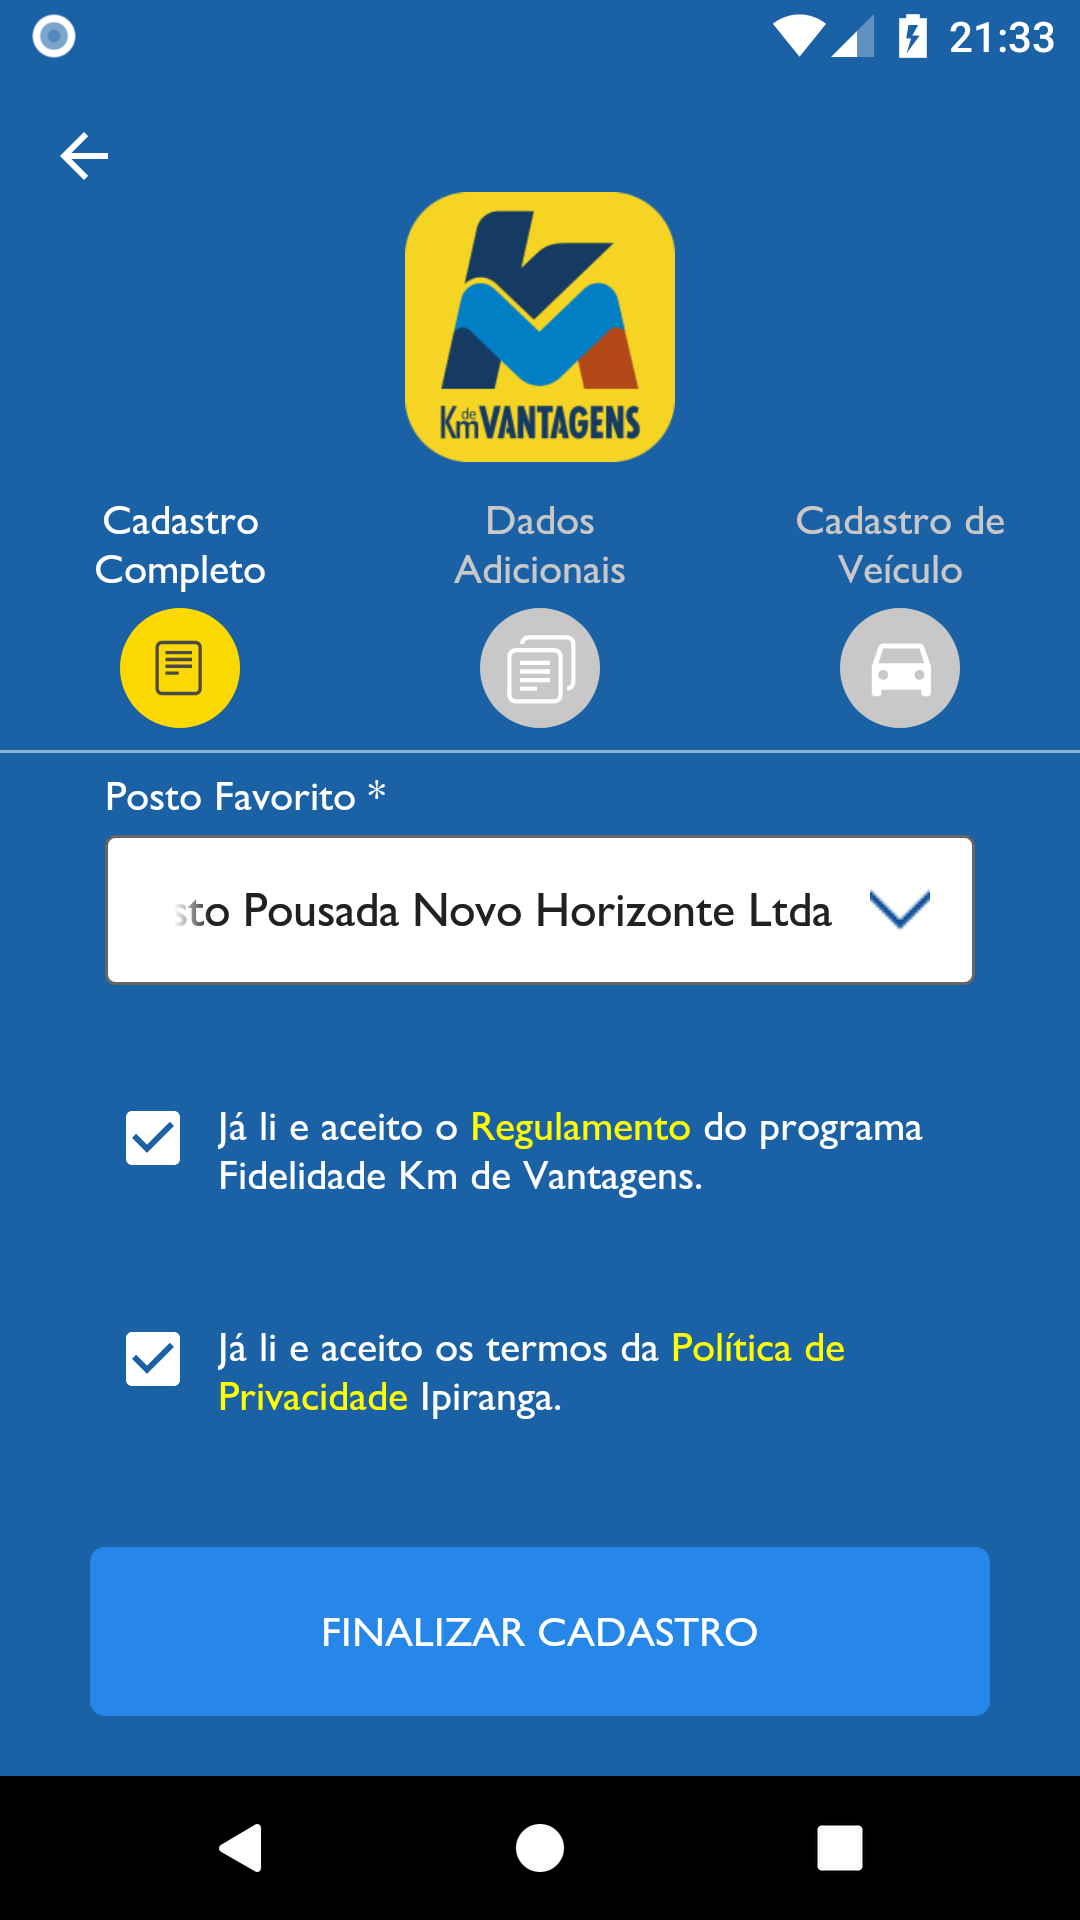 21:33
Km de VANTAGENS
Cadastro
Completo
Dados
Adicionais
Cadastro de
Veículo
Posto Favorito *
sto Pousada Novo Horizonte Ltda
Já li e aceito o Regulamento do programa
Fidelidade Km de Vantagens.
Já li e aceito os termos da Política de
Privacidade Ipiranga.
FINALIZAR CADASTRO